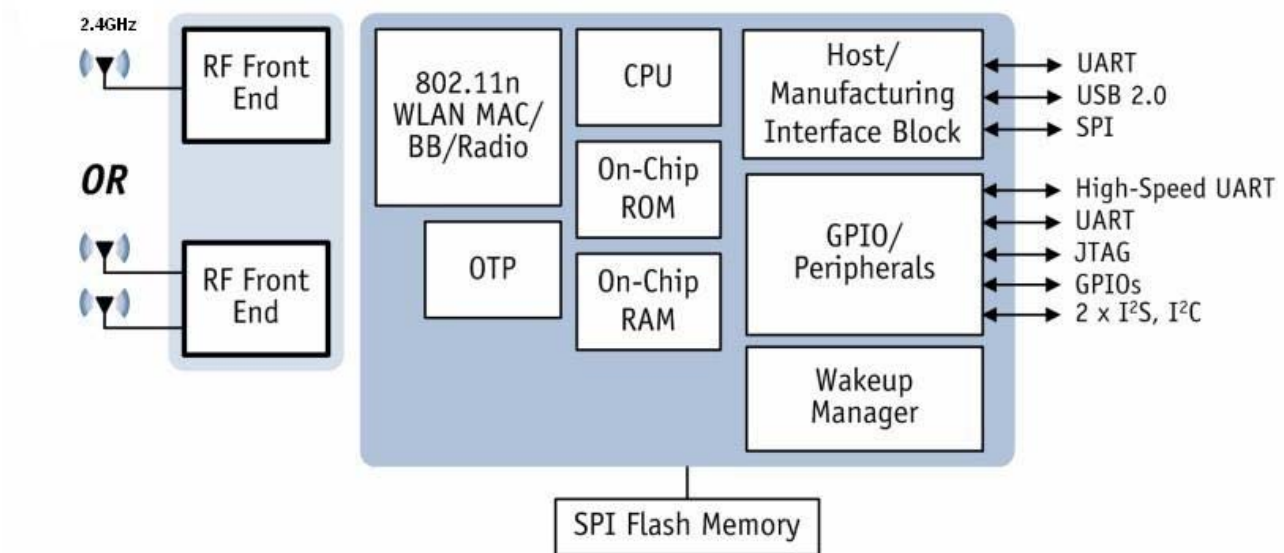 2.4GHz
RF Front
End
OR
RF Front
End
802.11n
WLAN MAC/
BB/Radio
OTP
CPU
On-Chip
ROM
On-Chip
RAM
Host/
Manufacturing
Interface Block
UART
USB 2.0
SPI
GPIO/
Peripherals
High-Speed UART
UART
JTAG
GPIOs
2 x I²S, I²C
Wakeup
Manager
SPI Flash Memory